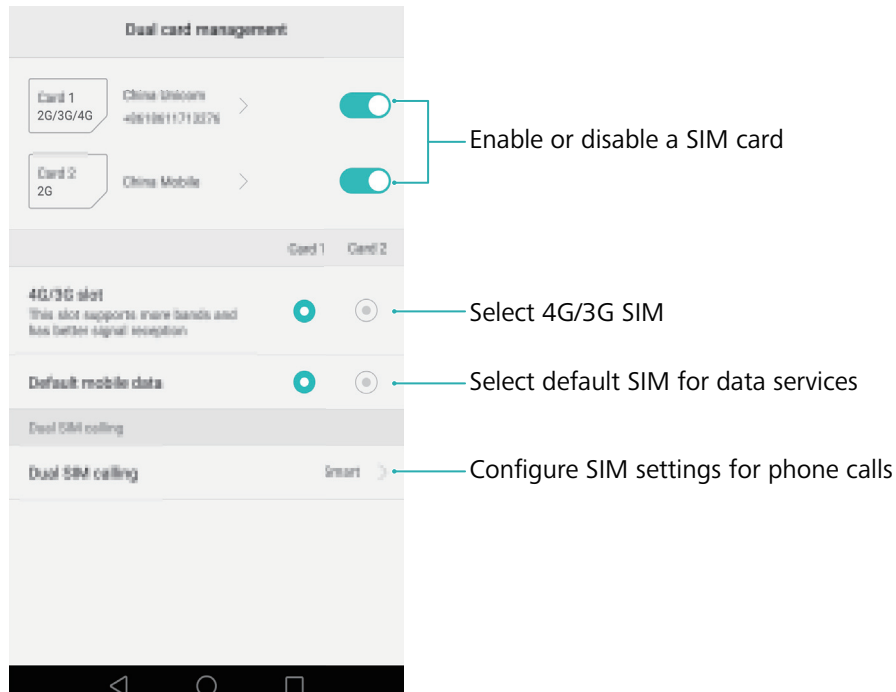 Dual card management
Card 1
2G/3G/4G
China Unicom
Card 2
2G
China Mobile
Enable or disable a SIM card
Card 1 Card 2
4G/3G slot
This slot supports more bands and
has better signal reception
Select 4G/3G SIM
Default mobile data
Select default SIM for data services
Dual SIM calling
Dual SIM calling
Smart
Configure SIM settings for phone calls